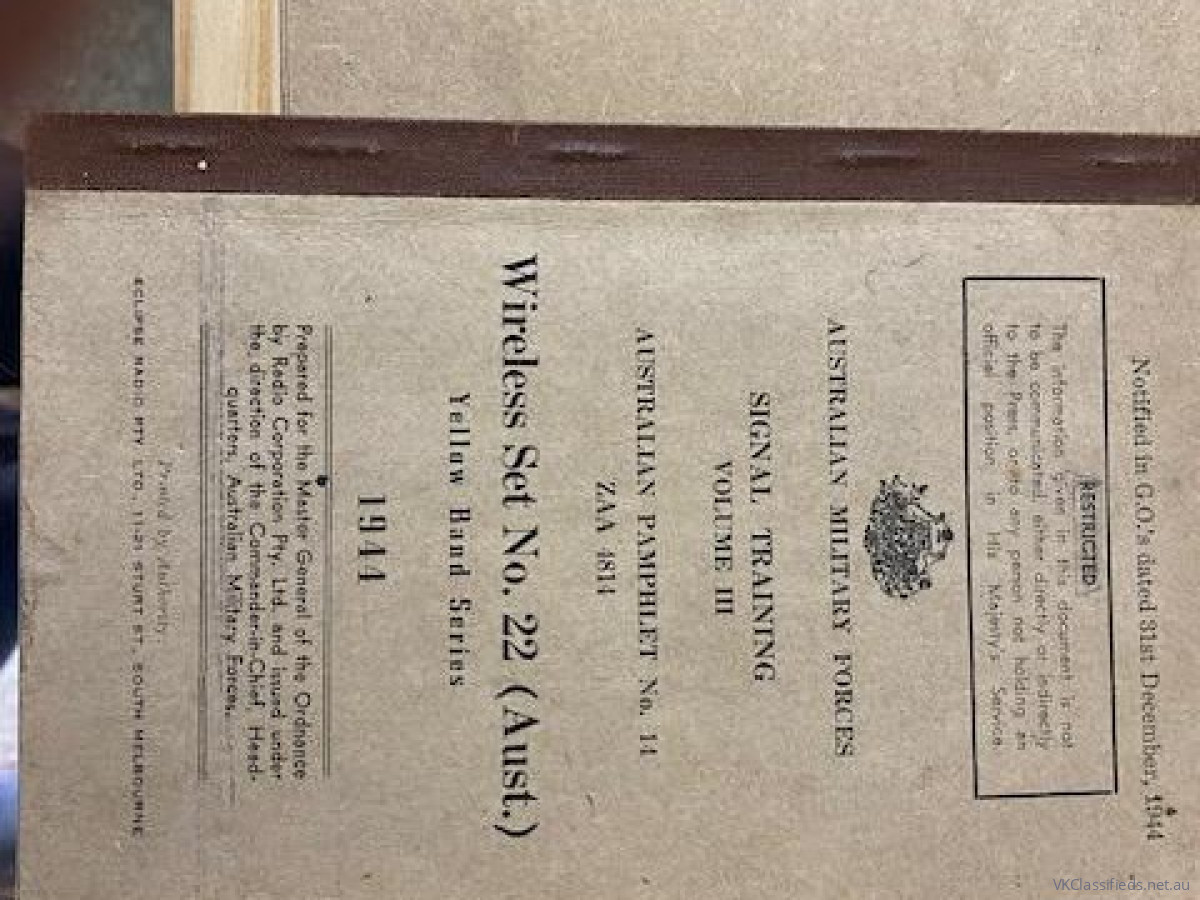 Notified in G.O.'s dated 31st December, 1944
RESTRICTED
The information given in this document is not
to be communicated, either directly or indirectly
to the Press, or to any person not holding an
official position in His Majesty's Service.
AUSTRALIAN MILITARY FORCES
SIGNAL TRAINING
VOLUME III
AUSTRALIAN PAMPHLET No. 14
ZAA 4814
Wireless Set No. 22 (Aust.)
Yellow Band Series
1944
Prepared for the Master General of the Ordnance
by Radio Corporation Pty. Ltd. and issued under
the direction of the Commander-in-Chief, Head-
quarters, Australian Military Forces.
Printed by Authority:
ECLIPSE RADIO PTY. LTD., 11-21 STURT ST., SOUTH MELBOURNE
VKClassifieds.net.au